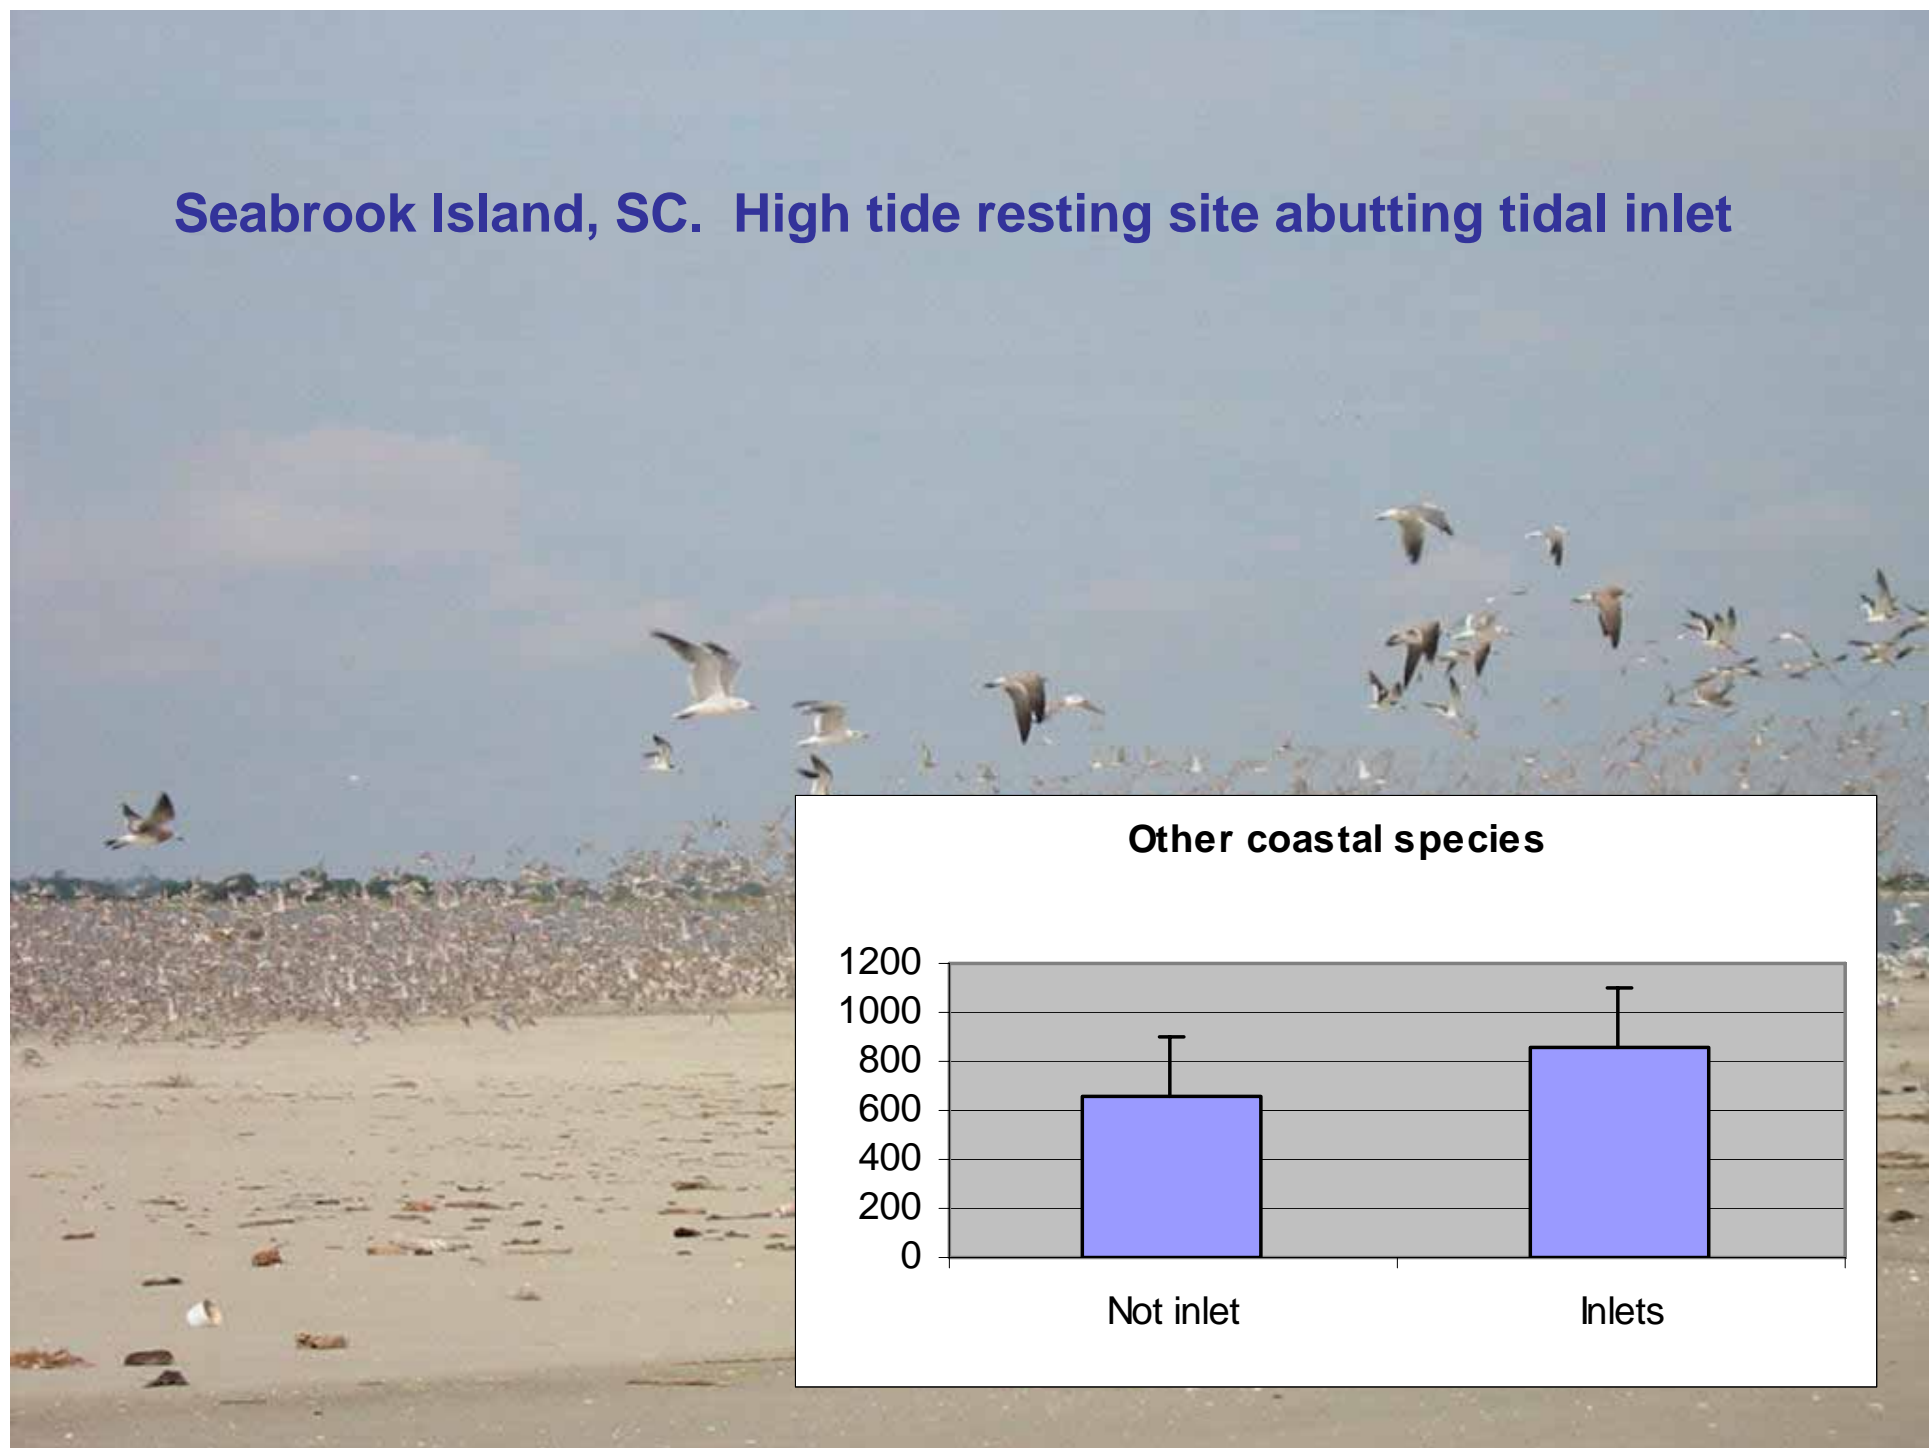 Seabrook Island, SC.  High tide resting site abutting tidal inlet
Other coastal species
1200
1000
800
600
400
200
0
Not inlet
Inlets